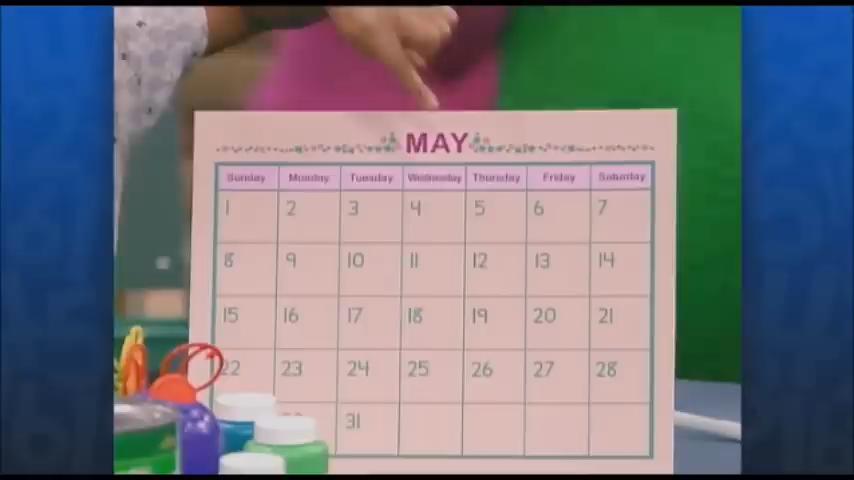 MAY
Sunday Monday Tuesday Wednesday Thursday Friday Saturday
1 2 3 4 5 6 7
8 9 10 11 12 13 14
15 16 17 18 19 20 21
22 23 24 25 26 27 28
31